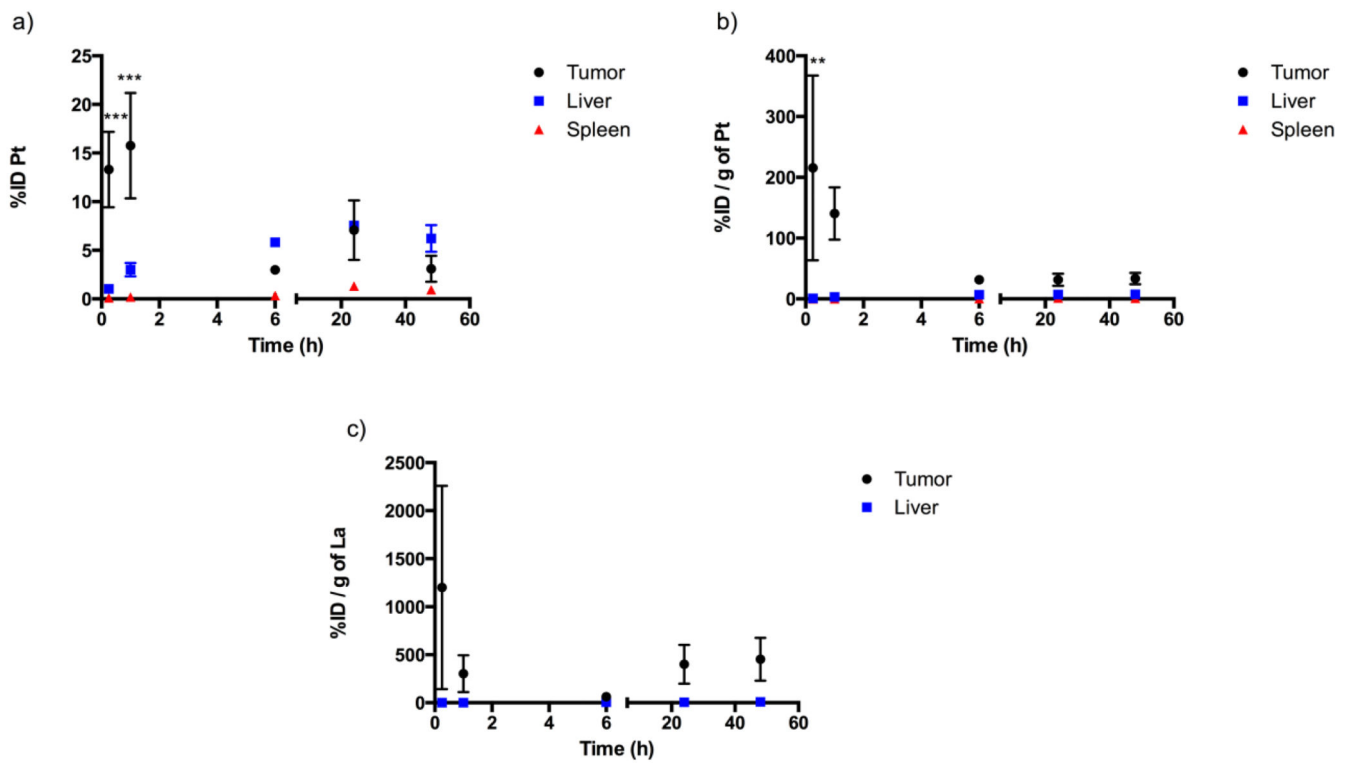 a)
25
20
15
10
5
0
%ID Pt
***
***
0 2 4 6 20 40 60
Time (h)
Tumor
Liver
Spleen
b)
400
300
200
100
0
%ID / g of Pt
**
0 2 4 6 20 40 60
Time (h)
Tumor
Liver
Spleen
c)
2500
2000
1500
1000
500
0
%ID / g of La
0 2 4 6 20 40 60
Time (h)
Tumor
Liver